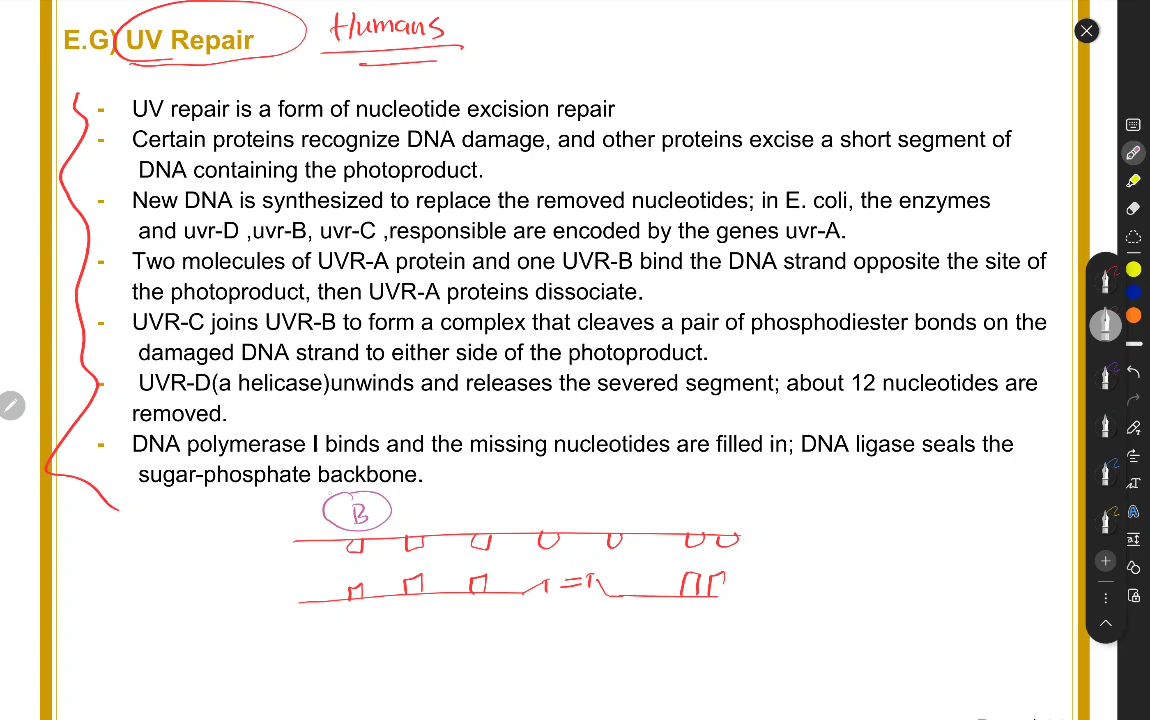 E.G) UV Repair
Humans
- UV repair is a form of nucleotide excision repair
- Certain proteins recognize DNA damage, and other proteins excise a short segment of
DNA containing the photoproduct.
- New DNA is synthesized to replace the removed nucleotides; in E. coli, the enzymes
and uvr-D ,uvr-B, uvr-C ,responsible are encoded by the genes uvr-A.
- Two molecules of UVR-A protein and one UVR-B bind the DNA strand opposite the site of
the photoproduct, then UVR-A proteins dissociate.
- UVR-C joins UVR-B to form a complex that cleaves a pair of phosphodiester bonds on the
damaged DNA strand to either side of the photoproduct.
- UVR-D(a helicase)unwinds and releases the severed segment; about 12 nucleotides are
removed.
- DNA polymerase I binds and the missing nucleotides are filled in; DNA ligase seals the
sugar-phosphate backbone.
B
T=T